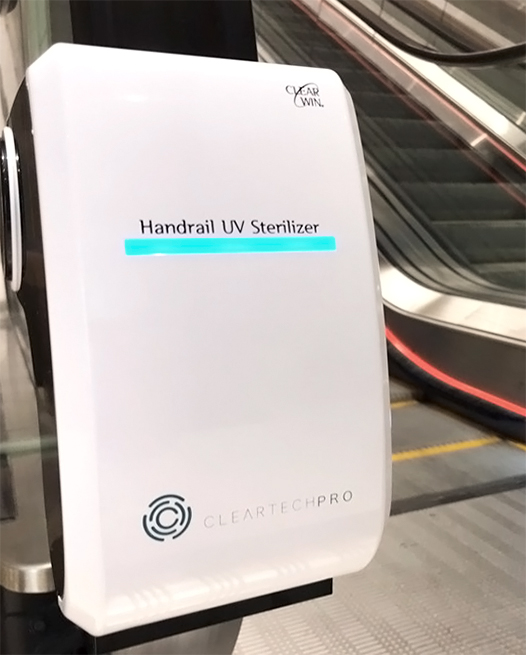 CLEAR
WIN
Handrail UV Sterilizer
C CLEARTECHPRO